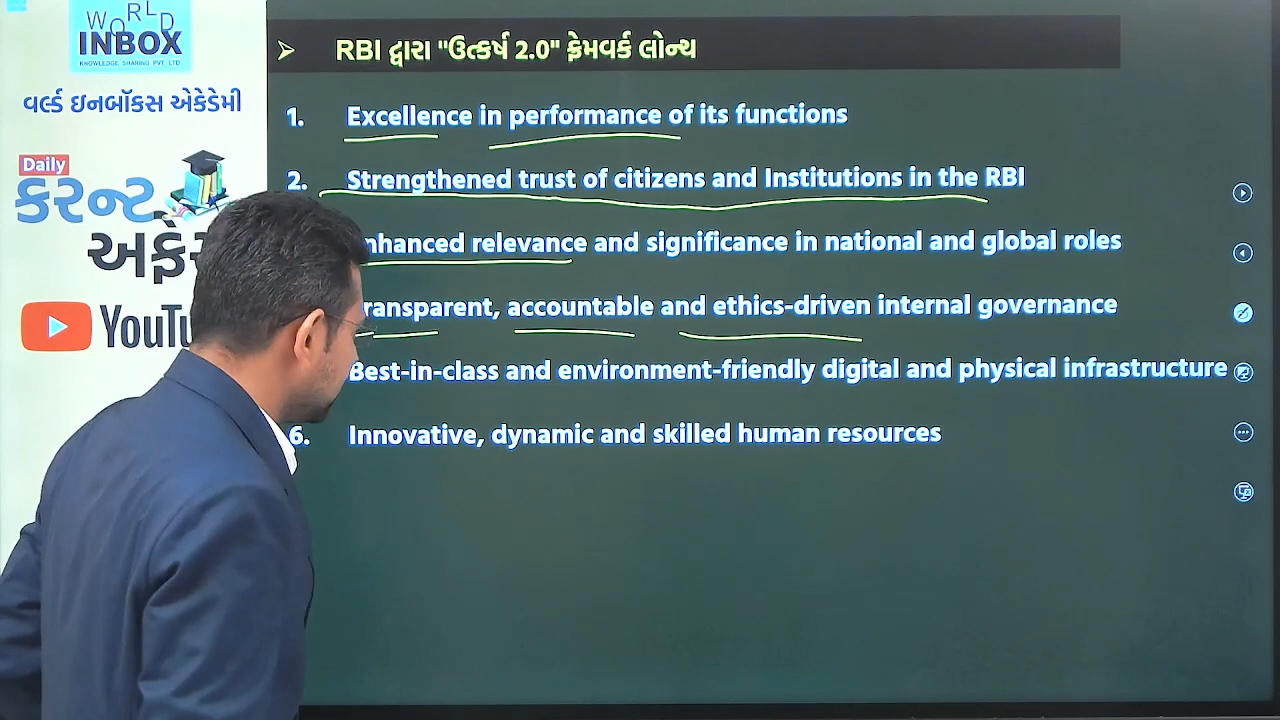 WORLD
INBOX
KNOWLEDGE SHARING PVT. LTD.
વર્લ્ડ ઇનબૉક્સ એકેડેમી
Daily
કરન્ટ
YouTu
RBI દ્વારા "ઉત્કર્ષ 2.0" ફ્રેમવર્ક લોન્ચ
1. Excellence in performance of its functions
2. Strengthened trust of citizens and Institutions in the RBI
nhanced relevance and significance in national and global roles
ransparent, accountable and ethics-driven internal governance
Best-in-class and environment-friendly digital and physical infrastructure
6. Innovative, dynamic and skilled human resources